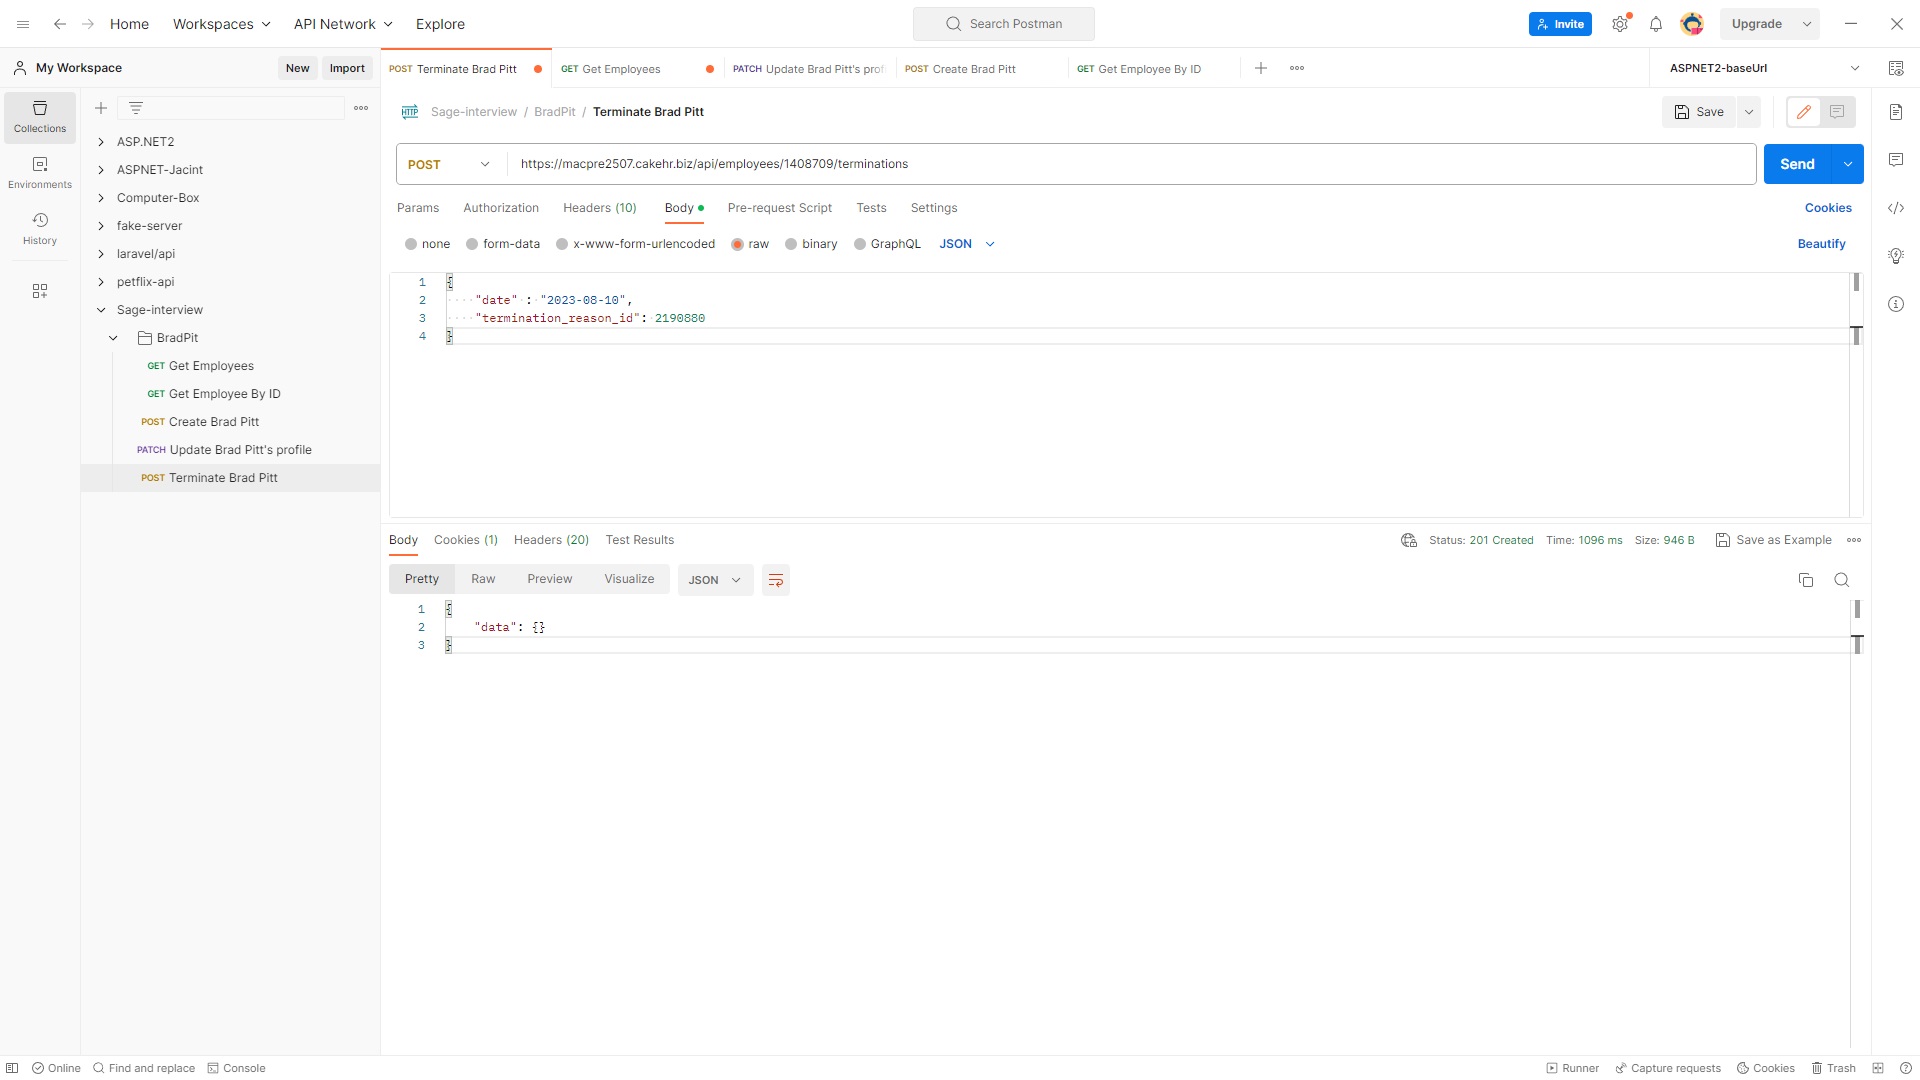 Home Workspaces API Network Explore Search Postman Invite Upgrade
My Workspace New Import POST Terminate Brad Pitt GET Get Employees PATCH Update Brad Pitt's prof POST Create Brad Pitt GET Get Employee By ID ASPNET2-baseUrl
Collections
Environments
History
ASP.NET2
ASPNET-Jacint
Computer-Box
fake-server
laravel/api
petflix-api
Sage-interview
BradPit
GET Get Employees
GET Get Employee By ID
POST Create Brad Pitt
PATCH Update Brad Pitt's profile
POST Terminate Brad Pitt
HTTP Sage-interview / BradPit / Terminate Brad Pitt Save
POST https://macpre2507.cakehr.biz/api/employees/1408709/terminations Send
Params Authorization Headers (10) Body Pre-request Script Tests Settings Cookies
none form-data x-www-form-urlencoded raw binary GraphQL JSON Beautify
1 {
2 "date" : "2023-08-10",
3 "termination_reason_id": 2190880
4 }
Body Cookies (1) Headers (20) Test Results Status: 201 Created Time: 1096 ms Size: 946 B Save as Example
Pretty Raw Preview Visualize JSON
1 {
2 "data": {}
3 }
Online Find and replace Console Runner Capture requests Cookies Trash